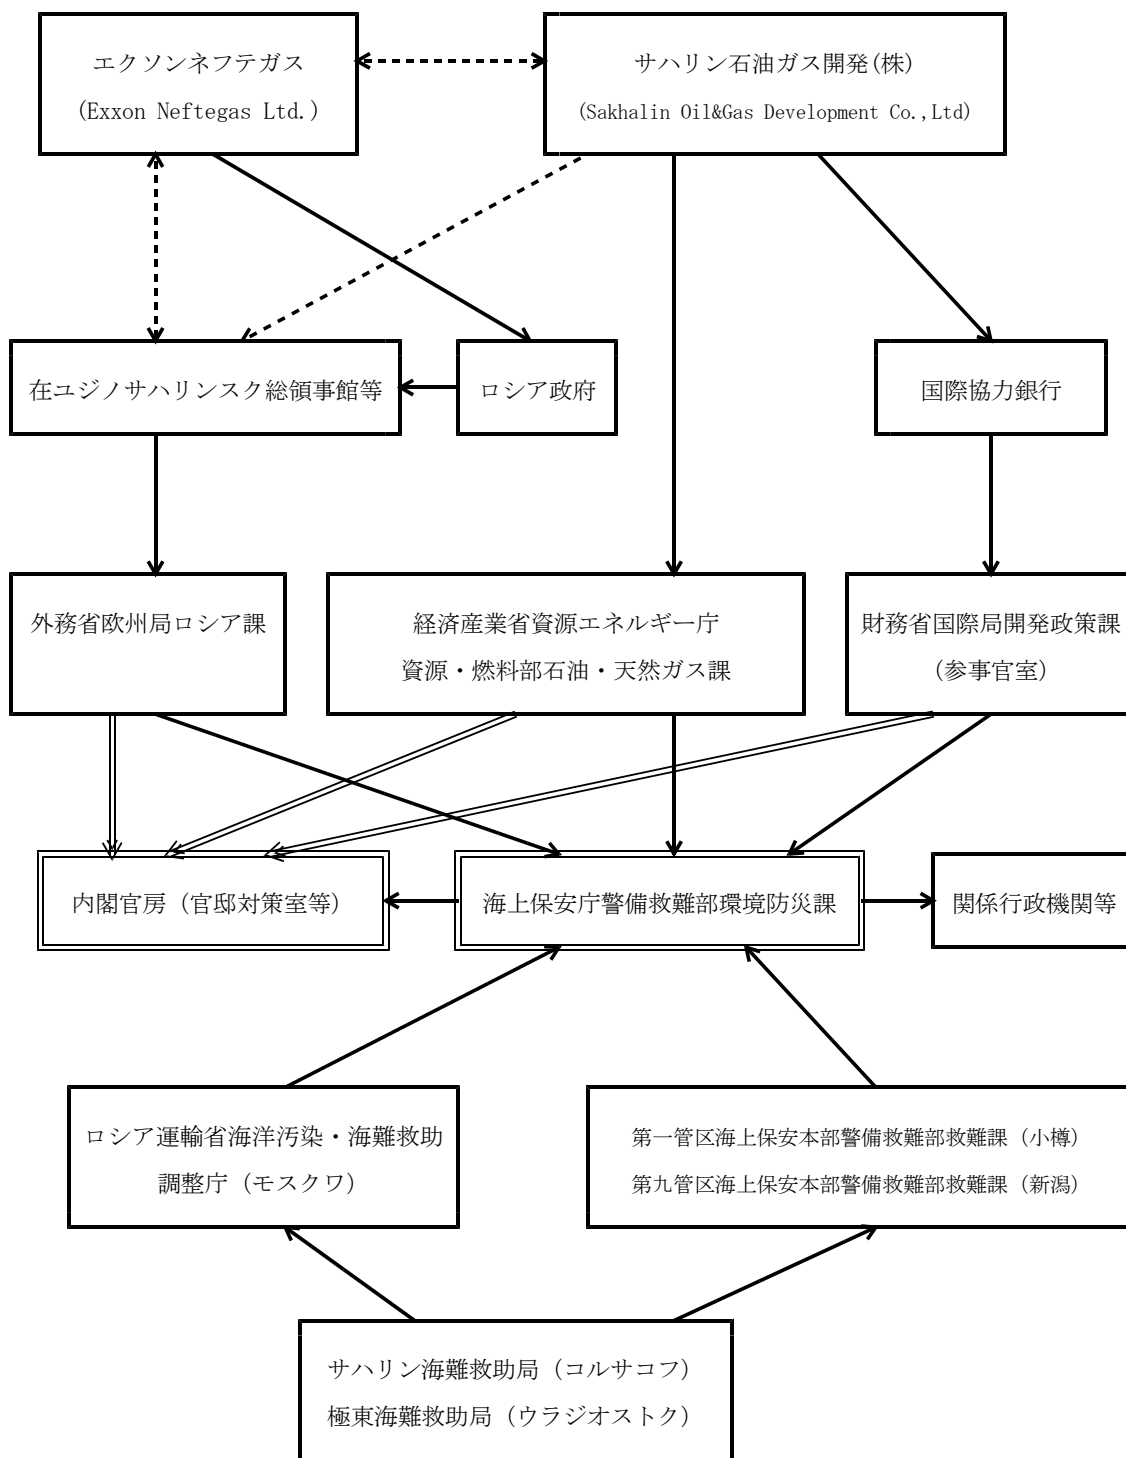 エクソンネフテガス
(Exxon Neftegas Ltd.)
サハリン石油ガス開発(株)
(Sakhalin Oil&Gas Development Co.,Ltd)
在ユジノサハリンスク総領事館等
ロシア政府
国際協力銀行
外務省欧州局ロシア課
経済産業省資源エネルギー庁
資源・燃料部石油・天然ガス課
財務省国際局開発政策課
（参事官室）
内閣官房（官邸対策室等）
海上保安庁警備救難部環境防災課
関係行政機関等
ロシア運輸省海洋汚染・海難救助
調整庁（モスクワ）
第一管区海上保安本部警備救難部救難課（小樽）
第九管区海上保安本部警備救難部救難課（新潟）
サハリン海難救助局（コルサコフ）
極東海難救助局（ウラジオストク）